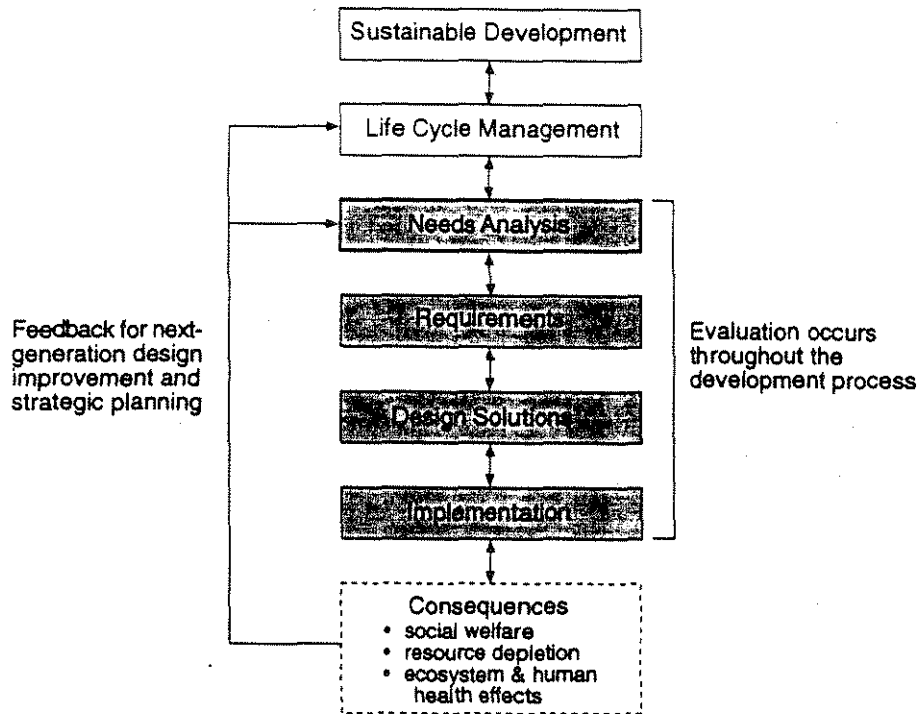 Sustainable Development
Life Cycle Management
Needs Analysis
Requirements
Design Solutions
Implementation
Feedback for next-
generation design
improvement and
strategic planning
Evaluation occurs
throughout the
development process
Consequences
• social welfare
• resource depletion
• ecosystem & human
health effects